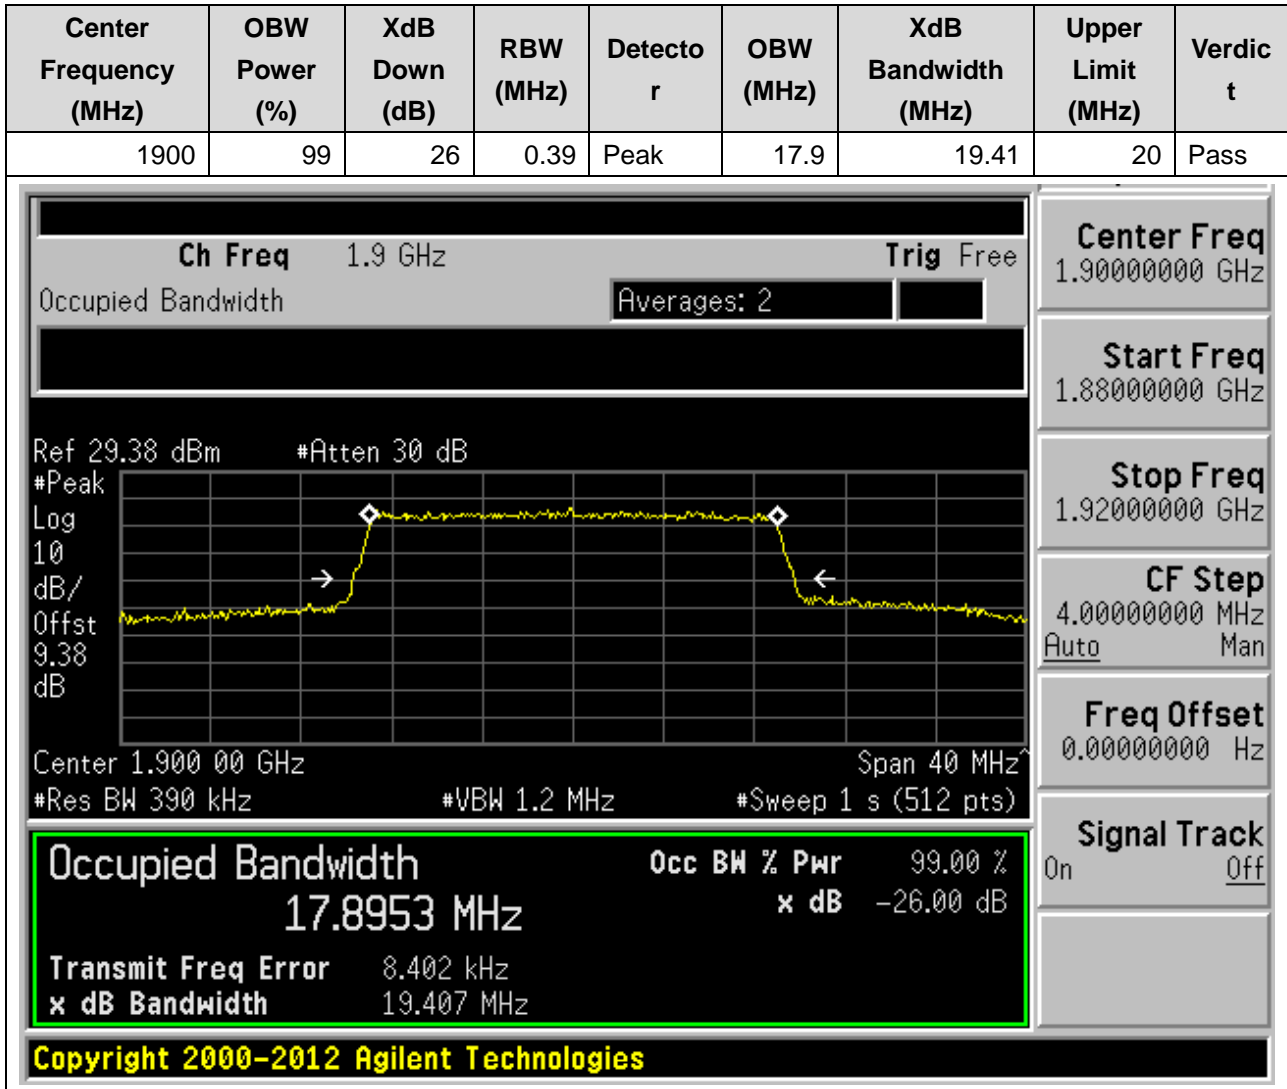 Center Frequency (MHz) OBW Power (%) XdB Down (dB) RBW (MHz) Detecto r OBW (MHz) XdB Bandwidth (MHz) Upper Limit (MHz) Verdic t
1900 99 26 0.39 Peak 17.9 19.41 20 Pass
Ch Freq 1.9 GHz Trig Free
Occupied Bandwidth Averages: 2
Ref 29.38 dBm #Atten 30 dB
#Peak
Log
10
dB/
Offst
9.38
dB
Center 1.900 00 GHz Span 40 MHz^
#Res BW 390 kHz #VBW 1.2 MHz #Sweep 1 s (512 pts)
Occupied Bandwidth Occ BW % Pwr 99.00 %
17.8953 MHz x dB -26.00 dB
Transmit Freq Error 8.402 kHz
x dB Bandwidth 19.407 MHz
Copyright 2000-2012 Agilent Technologies
Center Freq
1.90000000 GHz
Start Freq
1.88000000 GHz
Stop Freq
1.92000000 GHz
CF Step
4.00000000 MHz
Auto Man
Freq Offset
0.00000000 Hz
Signal Track
On Off